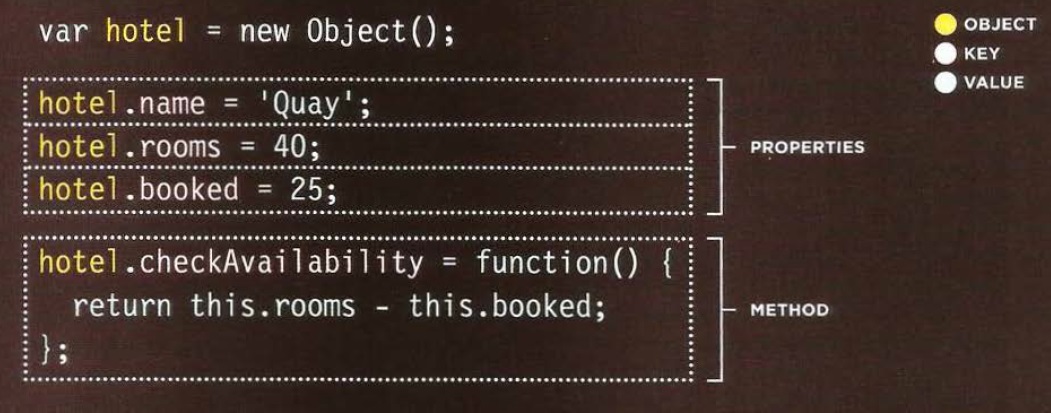 var hotel = new Object();
OBJECT
KEY
VALUE
hotel.name = 'Quay';
hotel.rooms = 40;
hotel.booked = 25;
PROPERTIES
hotel.checkAvailability = function() {
return this.rooms - this.booked;
};
METHOD